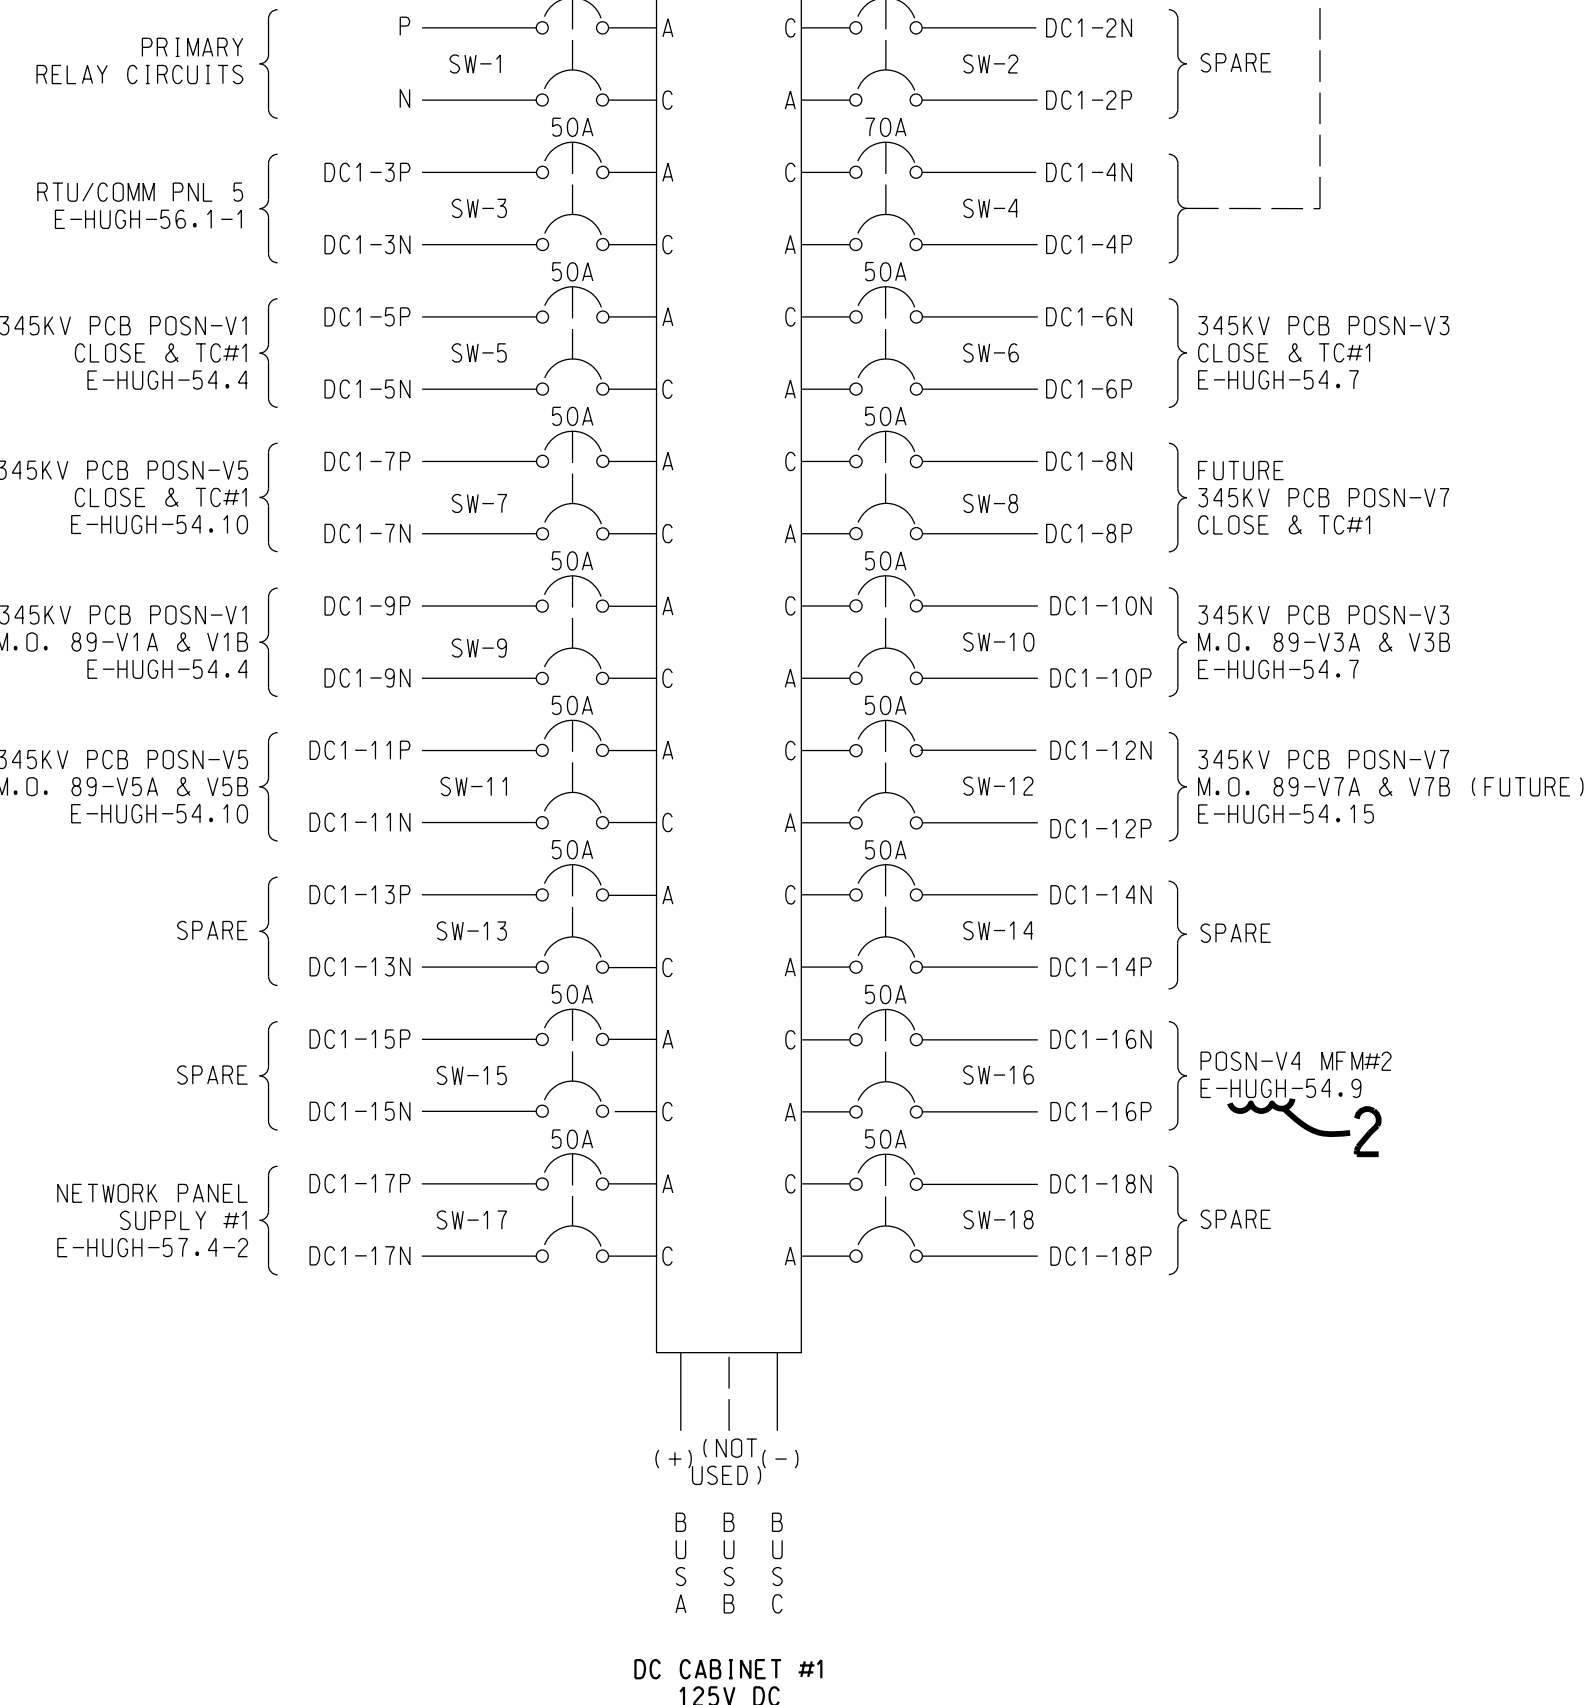 P
A
C
DC1-2N
PRIMARY
RELAY CIRCUITS
SW-1
SW-2
SPARE
N
C
A
DC1-2P
50A
70A
DC1-3P
A
C
DC1-4N
RTU/COMM PNL 5
E-HUGH-56.1-1
SW-3
SW-4
DC1-3N
C
A
DC1-4P
50A
50A
DC1-5P
A
C
DC1-6N
345KV PCB POSN-V1
CLOSE & TC#1
E-HUGH-54.4
SW-5
SW-6
345KV PCB POSN-V3
CLOSE & TC#1
E-HUGH-54.7
DC1-5N
C
A
DC1-6P
50A
50A
DC1-7P
A
C
DC1-8N
345KV PCB POSN-V5
CLOSE & TC#1
E-HUGH-54.10
SW-7
SW-8
FUTURE
345KV PCB POSN-V7
CLOSE & TC#1
DC1-7N
C
A
DC1-8P
50A
50A
DC1-9P
A
C
DC1-10N
345KV PCB POSN-V1
M.O. 89-V1A & V1B
E-HUGH-54.4
SW-9
SW-10
345KV PCB POSN-V3
M.O. 89-V3A & V3B
E-HUGH-54.7
DC1-9N
C
A
DC1-10P
50A
50A
DC1-11P
A
C
DC1-12N
345KV PCB POSN-V5
M.O. 89-V5A & V5B
E-HUGH-54.10
SW-11
SW-12
345KV PCB POSN-V7
M.O. 89-V7A & V7B (FUTURE)
E-HUGH-54.15
DC1-11N
C
A
DC1-12P
50A
50A
DC1-13P
A
C
DC1-14N
SPARE
SW-13
SW-14
SPARE
DC1-13N
C
A
DC1-14P
50A
50A
DC1-15P
A
C
DC1-16N
SPARE
SW-15
SW-16
POSN-V4 MFM#2
E-HUGH-54.9
2
DC1-15N
C
A
DC1-16P
50A
50A
DC1-17P
A
C
DC1-18N
NETWORK PANEL
SUPPLY #1
E-HUGH-57.4-2
SW-17
SW-18
SPARE
DC1-17N
C
A
DC1-18P
(+)
(NOT
USED)
(-)
BUS A
BUS B
BUS C
DC CABINET #1
125V DC